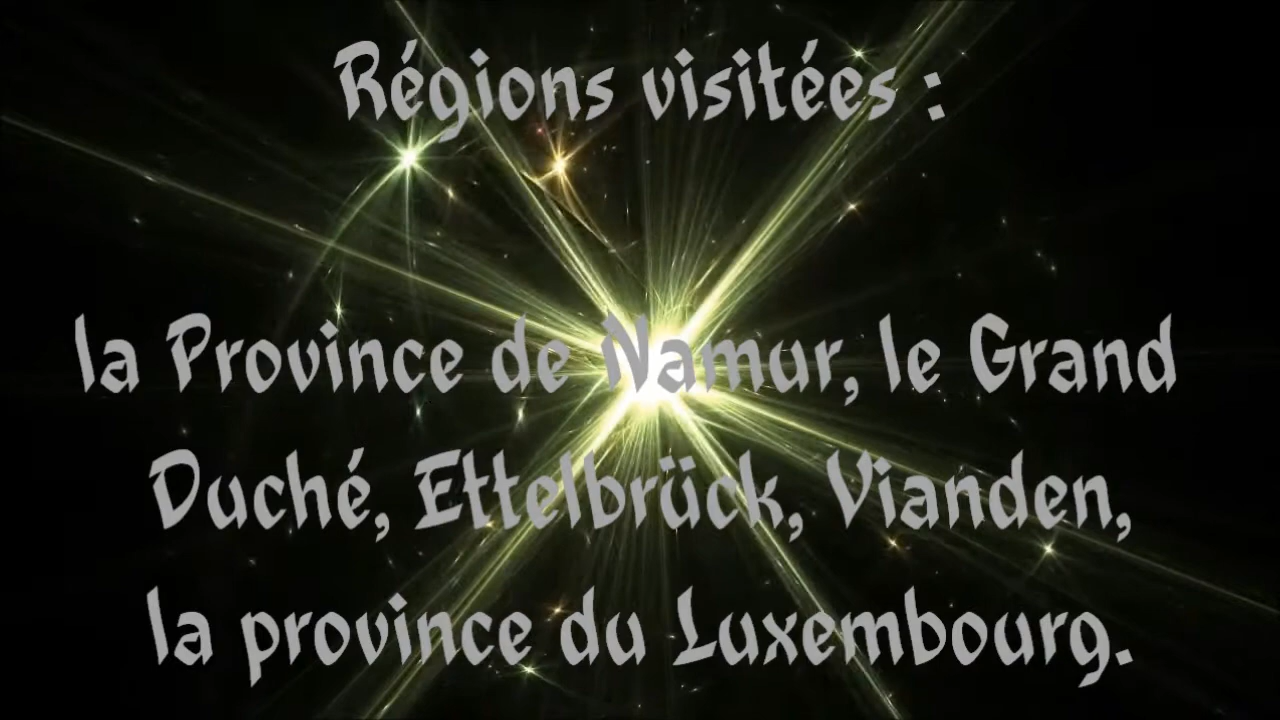 Régions visitées :
la Province de Namur, le Grand
Duché, Ettelbrück, Vianden,
la province du Luxembourg.